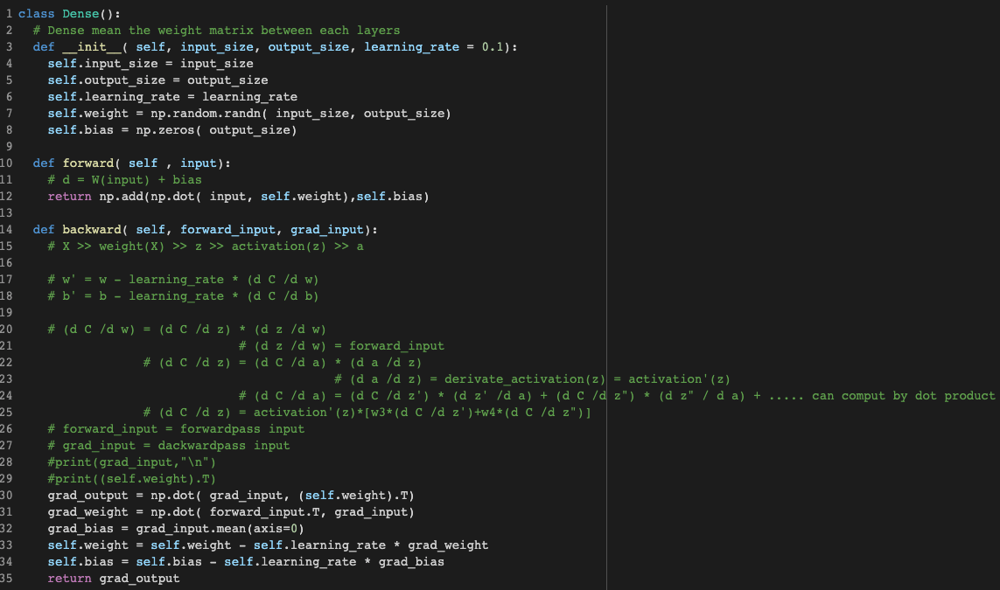 1 class Dense():
2   # Dense mean the weight matrix between each layers
3   def __init__( self, input_size, output_size, learning_rate = 0.1):
4     self.input_size = input_size
5     self.output_size = output_size
6     self.learning_rate = learning_rate
7     self.weight = np.random.randn( input_size, output_size)
8     self.bias = np.zeros( output_size)
9
10   def forward( self , input):
11     # d = W(input) + bias
12     return np.add(np.dot( input, self.weight),self.bias)
13
14   def backward( self, forward_input, grad_input):
15     # X >> weight(X) >> z >> activation(z) >> a
16
17     # w' = w - learning_rate * (d C /d w)
18     # b' = b - learning_rate * (d C /d b)
19
20     # (d C /d w) = (d C /d z) * (d z /d w)
21                               # (d z /d w) = forward_input
22                  # (d C /d z) = (d C /d a) * (d a /d z)
23                                            # (d a /d z) = derivate_activation(z) = activation'(z)
24                               # (d C /d a) = (d C /d z') * (d z' /d a) + (d C /d z") * (d z" / d a) + ..... can comput by dot product
25                  # (d C /d z) = activation'(z)*[w3*(d C /d z')+w4*(d C /d z")]
26     # forward_input = forwardpass input
27     # grad_input = dackwardpass input
28     #print(grad_input,"\n")
29     #print((self.weight).T)
30     grad_output = np.dot( grad_input, (self.weight).T)
31     grad_weight = np.dot( forward_input.T, grad_input)
32     grad_bias = grad_input.mean(axis=0)
33     self.weight = self.weight - self.learning_rate * grad_weight
34     self.bias = self.bias - self.learning_rate * grad_bias
35     return grad_output